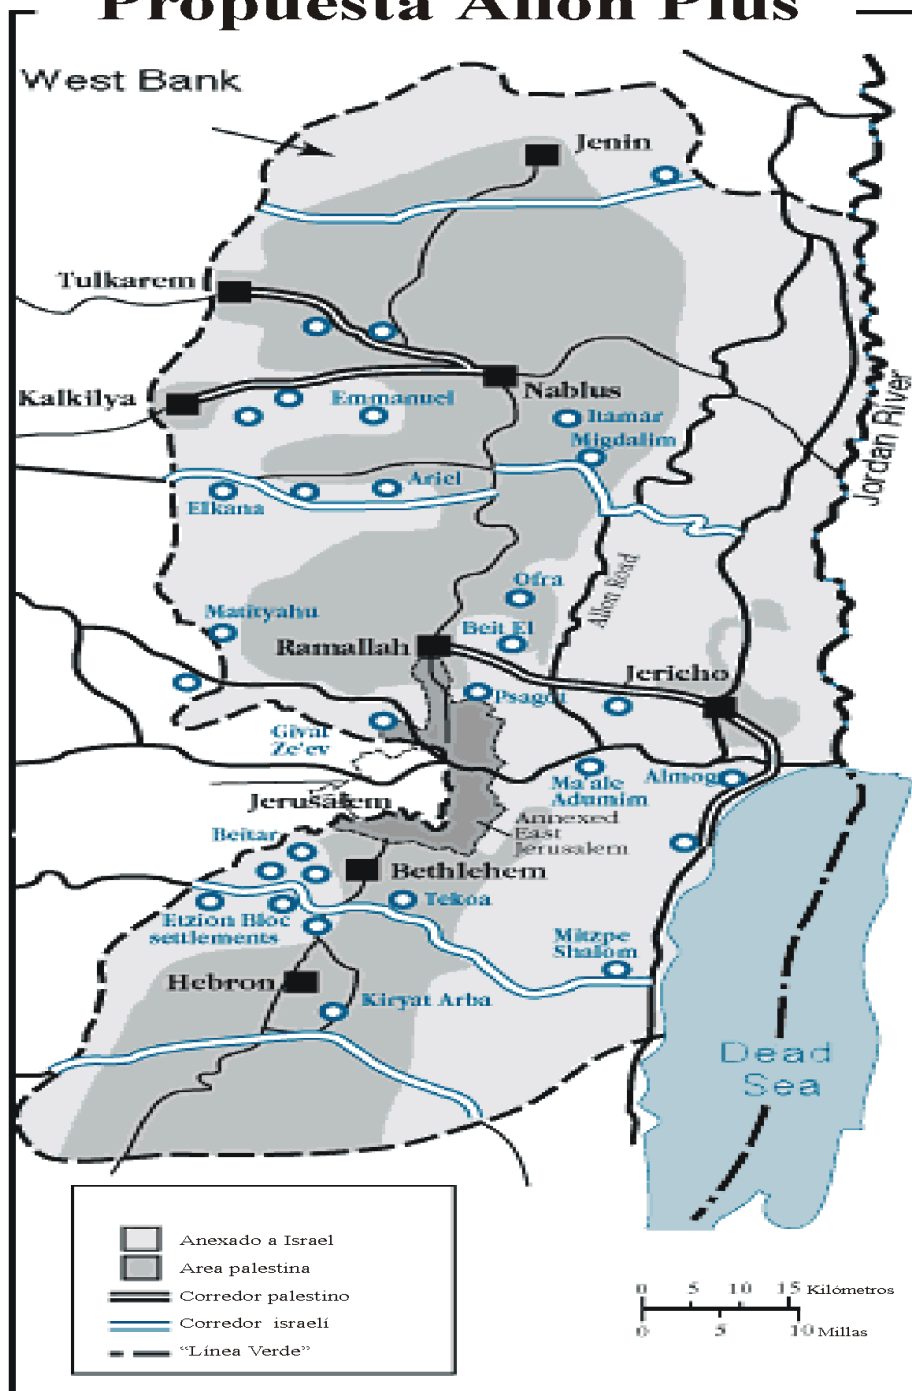 Propuesta Allon Plus
West Bank
Jenin
Tulkarem
Kalkilya
Nablus
Emmanuel
Itamar
Migdalim
Jordan River
Ariel
Elkana
Ofra
Allon Road
Matityahu
Beit El
Ramallah
Jericho
Psagot
Givat
Ze'ev
Ma'ale
Adumim
Almog
Jerusalem
Annexed
East
Jerusalem
Beitar
Bethlehem
Tekoa
Etzion Bloc
settlements
Mitzpe
Shalom
Hebron
Kiryat Arba
Dead
Sea
Anexado a Israel
Area palestina
Corredor palestino
Corredor israelí
"Línea Verde"
0 5 10 15 Kilómetros
0 5 10 Millas